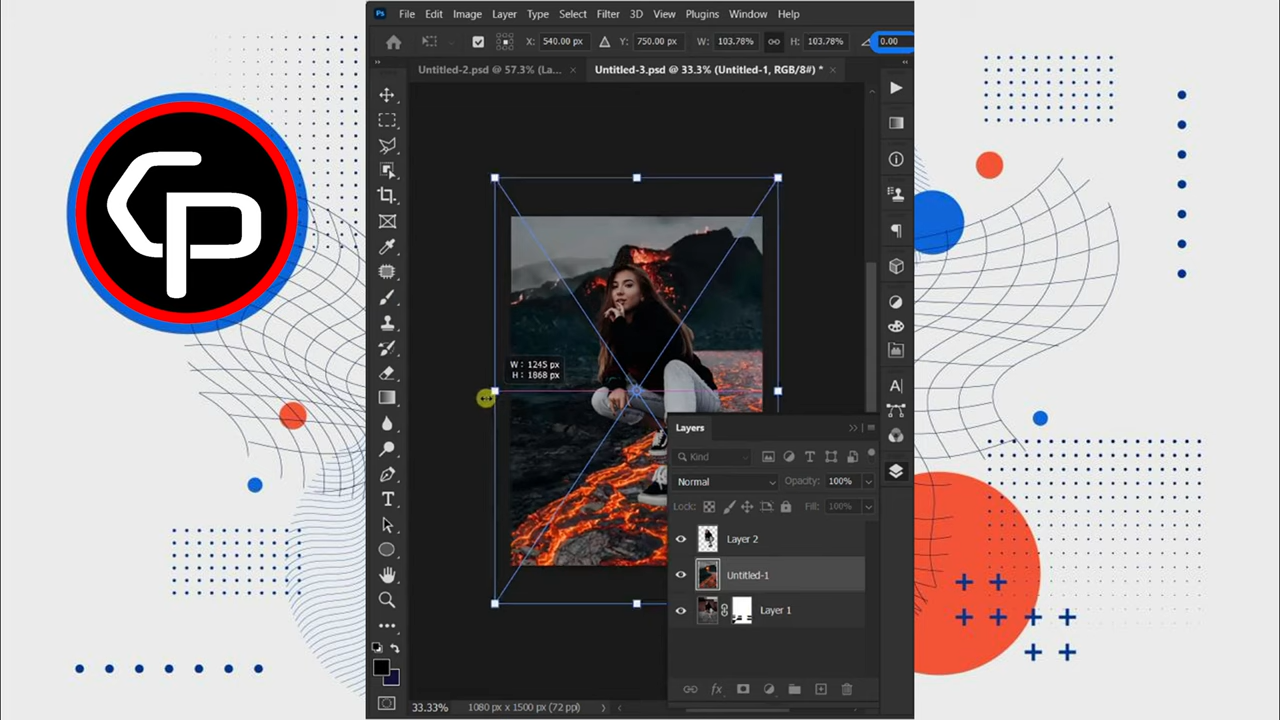 CP
Ps File Edit Image Layer Type Select Filter 3D View Plugins Window Help
X: 540.00 px Y: 750.00 px W: 103.78% H: 103.78% 0.00
Untitled-2.psd @ 57.3% (La... × Untitled-3.psd @ 33.3% (Untitled-1, RGB/8#) * ×
W: 1245 px
H: 1868 px
Layers
Kind
Normal Opacity: 100%
Lock: Fill: 100%
Layer 2
Untitled-1
Layer 1
fx
33.33% 1080 px x 1500 px (72 ppi)